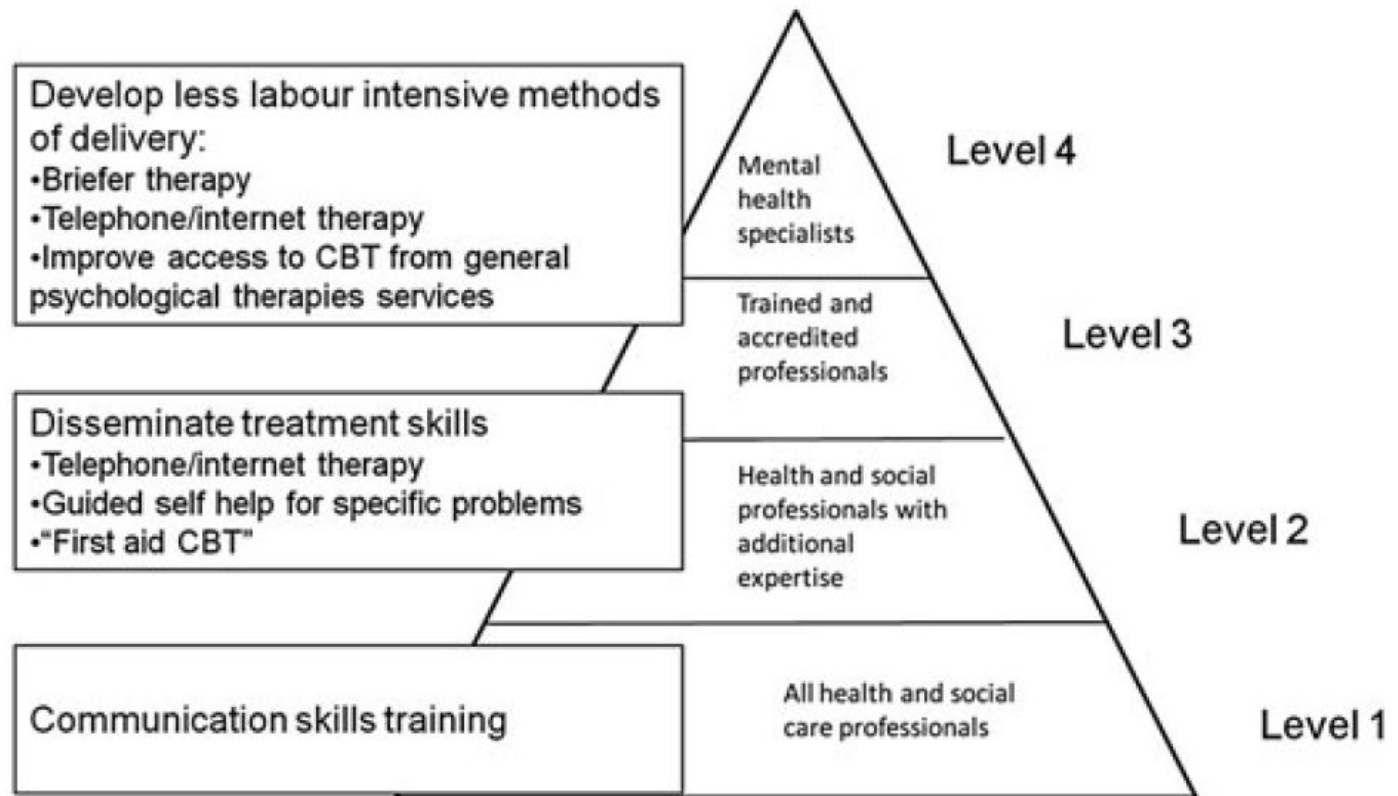 Develop less labour intensive methods
of delivery:
•Briefer therapy
•Telephone/internet therapy
•Improve access to CBT from general
psychological therapies services
Mental
health
specialists
Level 4
Trained and
accredited
professionals
Level 3
Disseminate treatment skills
•Telephone/internet therapy
•Guided self help for specific problems
•“First aid CBT”
Health and social
professionals with
additional
expertise
Level 2
Communication skills training
All health and social
care professionals
Level 1